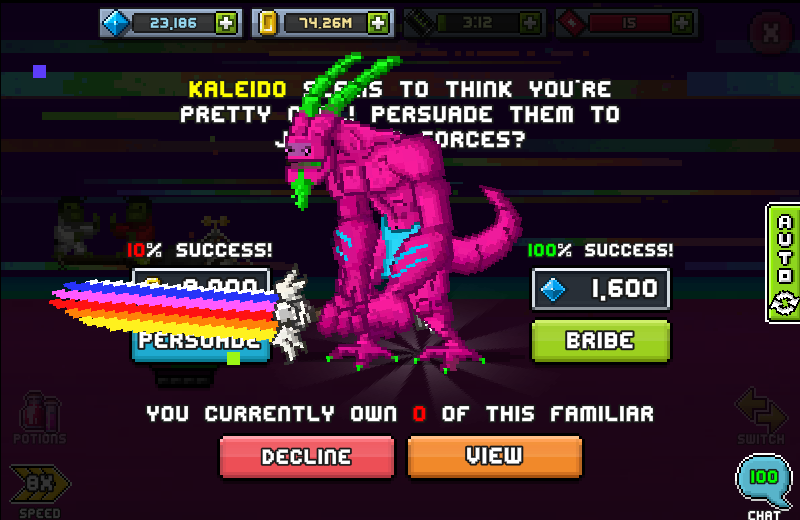 23,186
74.26M
3:12
15
X
KALEIDO TO THINK YOU'RE
PRETTY PERSUADE THEM TO
FORCES?
AUTO
10% SUCCESS!
100% SUCCESS!
1,600
PERSUADE
BRIBE
YOU CURRENTLY OWN 0 OF THIS FAMILIAR
POTIONS
SWITCH
DECLINE
VIEW
8X
SPEED
100
CHAT